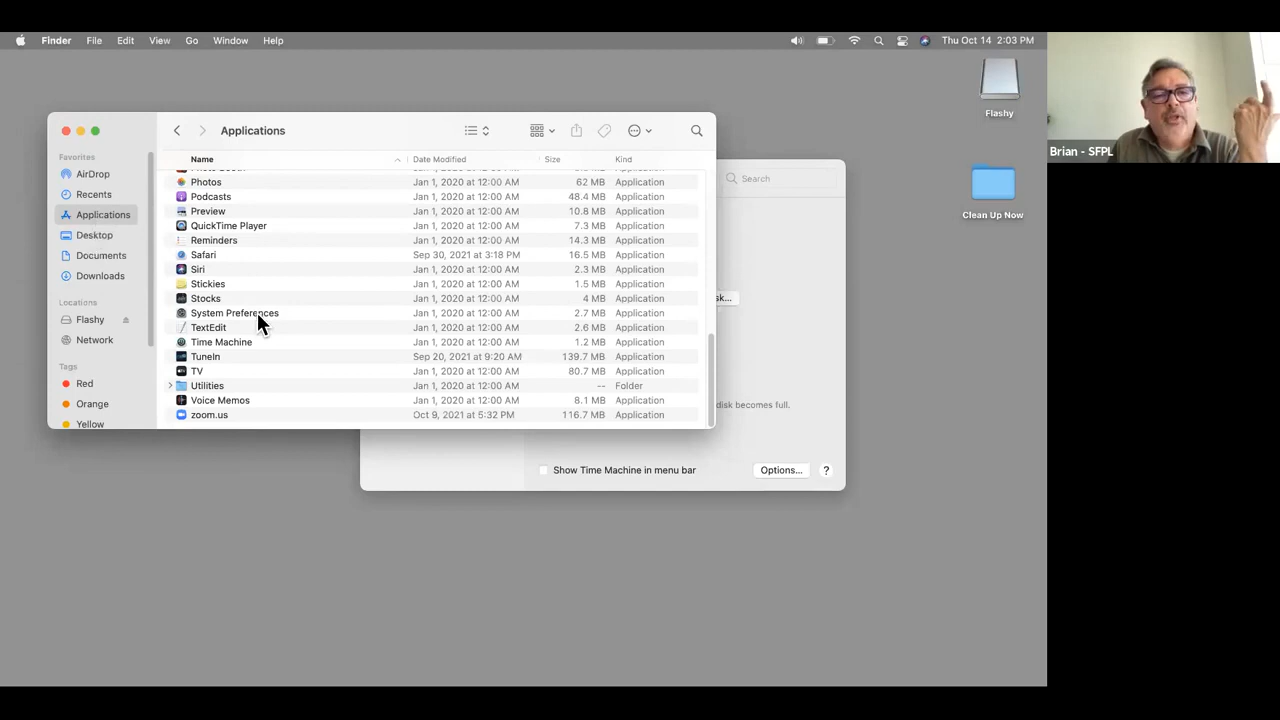 Finder File Edit View Go Window Help Thu Oct 14 2:03 PM
Flashy
Clean Up Now
Brian - SFPL
Applications
Favorites
AirDrop
Recents
Applications
Desktop
Documents
Downloads
Locations
Flashy
Network
Tags
Red
Orange
Yellow
Name Date Modified Size Kind
Photos Jan 1, 2020 at 12:00 AM 62 MB Application
Podcasts Jan 1, 2020 at 12:00 AM 48.4 MB Application
Preview Jan 1, 2020 at 12:00 AM 10.8 MB Application
QuickTime Player Jan 1, 2020 at 12:00 AM 7.3 MB Application
Reminders Jan 1, 2020 at 12:00 AM 14.3 MB Application
Safari Sep 30, 2021 at 3:18 PM 16.5 MB Application
Siri Jan 1, 2020 at 12:00 AM 2.3 MB Application
Stickies Jan 1, 2020 at 12:00 AM 1.5 MB Application
Stocks Jan 1, 2020 at 12:00 AM 4 MB Application
System Preferences Jan 1, 2020 at 12:00 AM 2.7 MB Application
TextEdit Jan 1, 2020 at 12:00 AM 2.6 MB Application
Time Machine Jan 1, 2020 at 12:00 AM 1.2 MB Application
TuneIn Sep 20, 2021 at 9:20 AM 139.7 MB Application
TV Jan 1, 2020 at 12:00 AM 80.7 MB Application
Utilities Jan 1, 2020 at 12:00 AM -- Folder
Voice Memos Jan 1, 2020 at 12:00 AM 8.1 MB Application
zoom.us Oct 9, 2021 at 5:32 PM 116.7 MB Application
Search
sk...
disk becomes full.
Show Time Machine in menu bar Options... ?